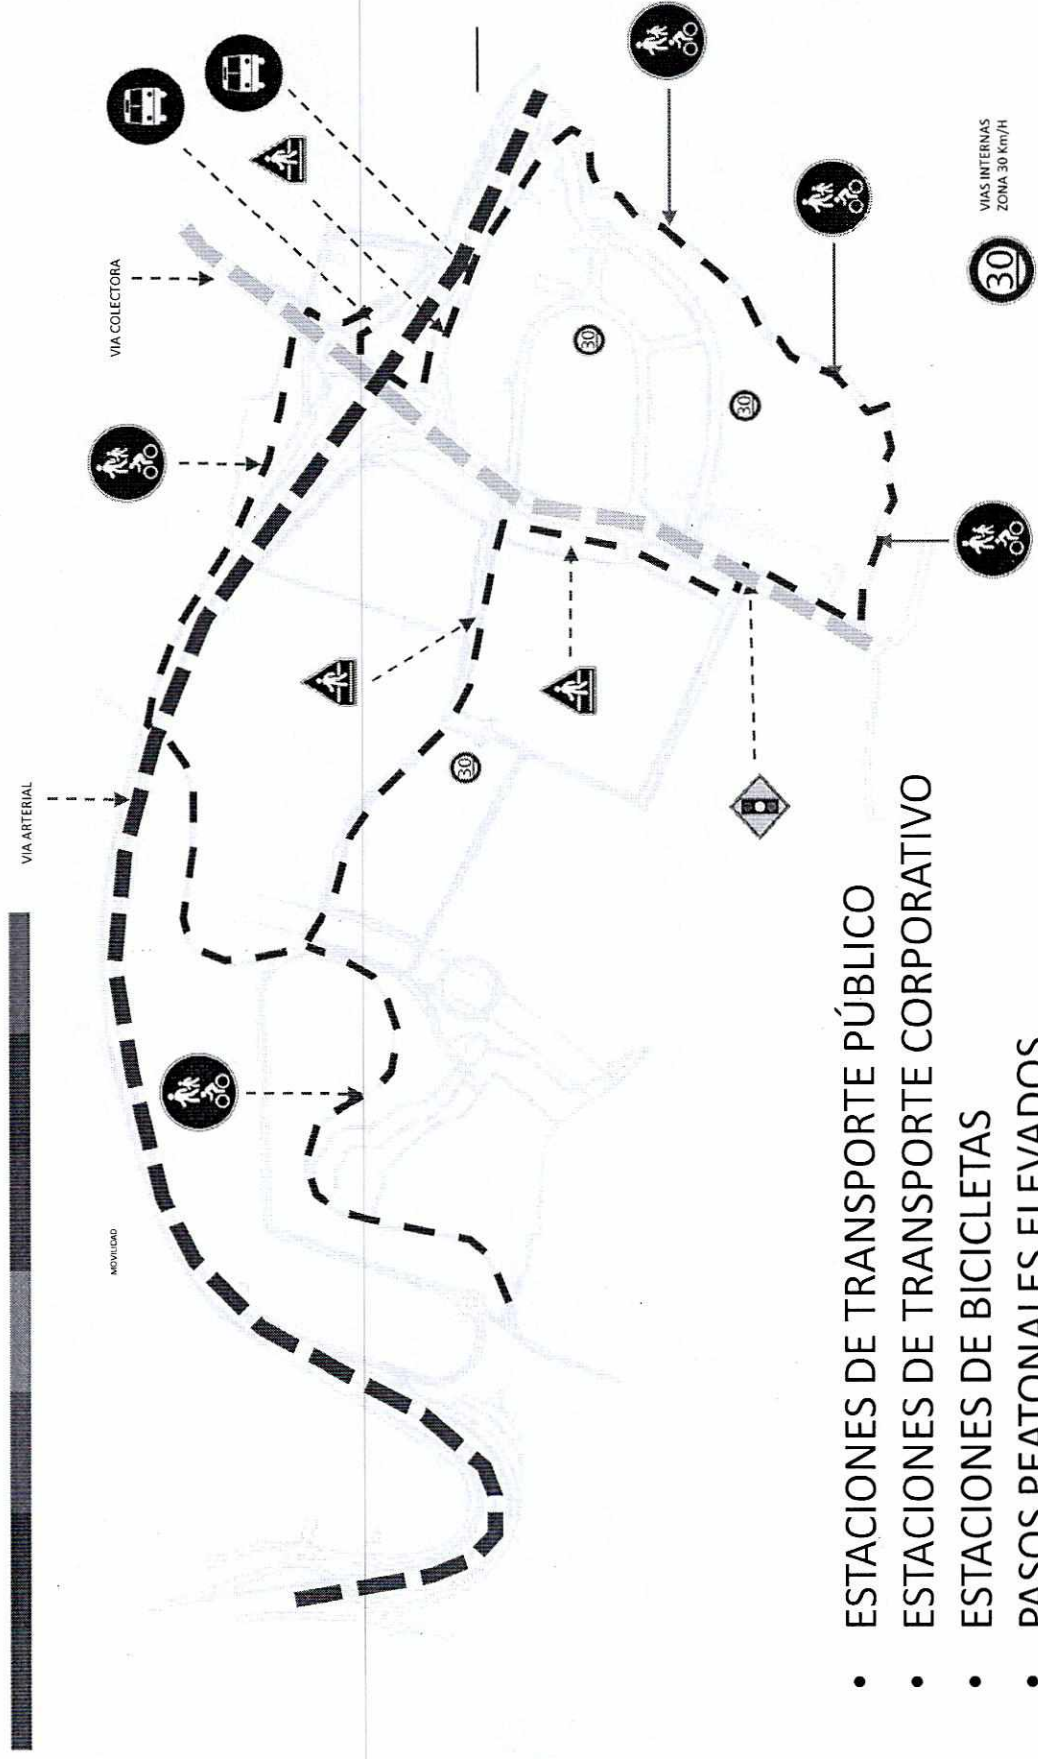 VIA ARTERIAL
VIA COLECTORA
MOVILIDAD
30
30
30
30
VIAS INTERNAS
ZONA 30 Km/H
• ESTACIONES DE TRANSPORTE PÚBLICO
• ESTACIONES DE TRANSPORTE CORPORATIVO
• ESTACIONES DE BICICLETAS
• PASOS PEATONALES ELEVADOS